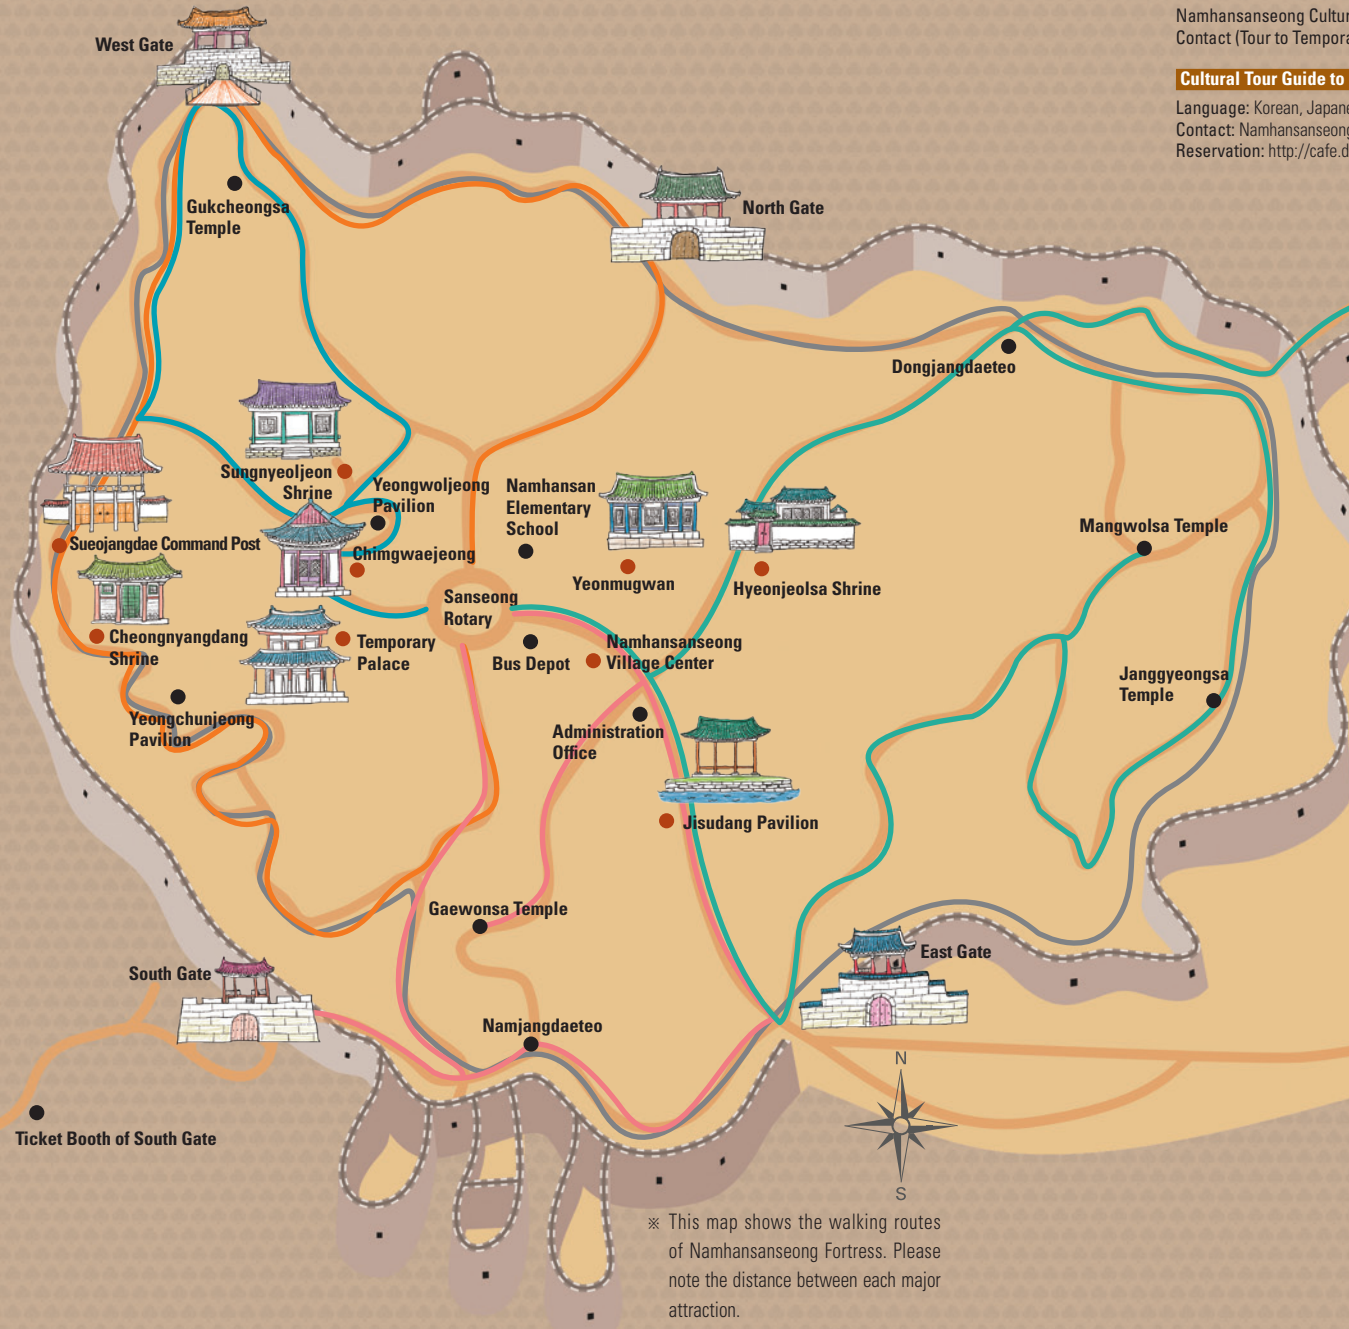 Namhansanseong
Contact (Tour to
Cultural Tour Guide to
Language: Korean,
Contact: Namhansanseong
Reservation: http://cafe.d
West Gate
Gukcheongsa
Temple
North Gate
Dongjangdaeteo
Sungnyeoljeon
Shrine
Yeongwoljeong
Pavilion
Namhansan
Elementary
School
Mangwolsa Temple
Sueojangdae Command Post
Chimgwaejeong
Yeonmugwan
Hyeonjeolsa Shrine
Sanseong
Rotary
Cheongnyangdang
Shrine
Temporary
Palace
Bus Depot
Namhansanseong
Village Center
Janggyeongsa
Temple
Yeongchunjeong
Pavilion
Administration
Office
Jisudang Pavilion
Gaewonsa Temple
East Gate
South Gate
Namjangdaeteo
N
Ticket Booth of South Gate
S
※ This map shows the walking routes
of Namhansanseong Fortress. Please
note the distance between each major
attraction.